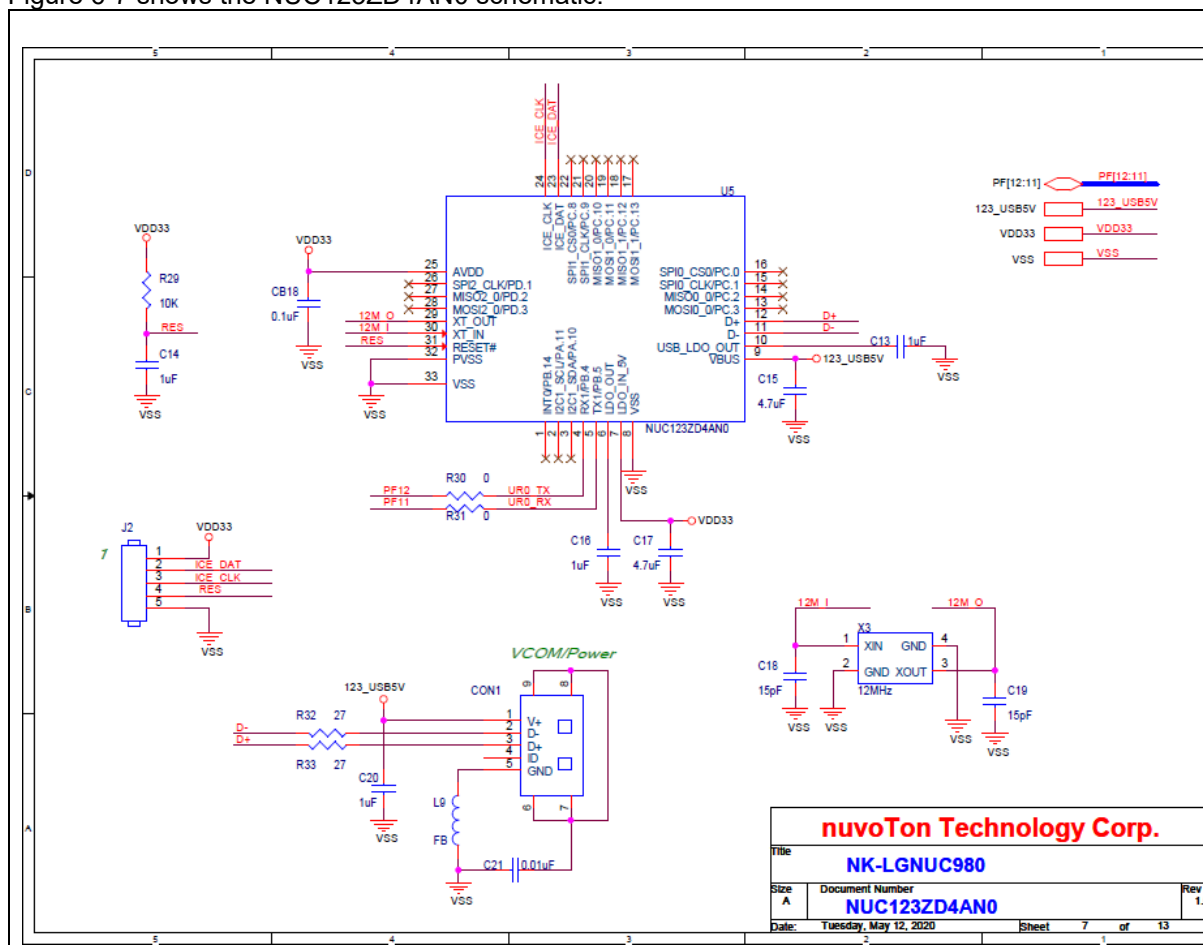 Figure 6-7 shows the NUC123ZD4AN0 schematic.
5
4
3
2
1
D
C
B
A
ICE_CLK
ICE_DAT
24
23
22
21
20
19
18
17
ICE_CLK
ICE_DAT
SPI1_CS0/PC.8
SPI1_CLK/PC.9
MISO1_0/PC.10
MOSI1_0/PC.11
MISO1_1/PC.12
MOSI1_1/PC.13
U5
PF[12:11]
PF[12:11]
123_USB5V
123_USB5V
VDD33
VDD33
VSS
VSS
VDD33
R29
10K
RES
C14
1uF
VSS
VDD33
CB18
0.1uF
VSS
12M_O
12M_I
RES
VSS
25 AVDD
26 SPI2_CLK/PD.1
27 MISO2_0/PD.2
28 MOSI2_0/PD.3
29 XT_OUT
30 XT_IN
31 RESET#
32 PVSS
33 VSS
SPI0_CS0/PC.0 16
SPI0_CLK/PC.1 15
MISO0_0/PC.2 14
MOSI0_0/PC.3 13
D+ 12
D- 11
USB_LDO_OUT 10
VBUS 9
D+
D-
C13 1uF
VSS
123_USB5V
C15
4.7uF
VSS
INT0/PB.14
I2C1_SCL/PA.11
I2C1_SDA/PA.10
RX1/PB.4
TX1/PB.5
LDO_OUT
LDO_IN_5V
VSS
1
2
3
4
5
6
7
8
NUC123ZD4AN0
VSS
PF12 R30 0 UR0_TX
PF11 R31 0 UR0_RX
VDD33
C16
1uF
VSS
C17
4.7uF
VSS
J2
1
VDD33
1
2 ICE_DAT
3 ICE_CLK
4 RES
5
VSS
12M_I
12M_O
X3
1 XIN GND 4
2 GND XOUT 3
12MHz
C18
15pF
VSS
VSS
VSS
C19
15pF
VSS
VCOM/Power
123_USB5V
CON1
9
8
1 V+
2 D-
3 D+
4 ID
5 GND
6
7
D- R32 27
D+ R33 27
C20
1uF
VSS
L9
FB
C21 0.01uF
VSS
nuvoTon Technology Corp.
Title
NK-LGNUC980
Size
A
Document Number
NUC123ZD4AN0
Rev
1.
Date: Tuesday, May 12, 2020 Sheet 7 of 13
5
4
3
2
1